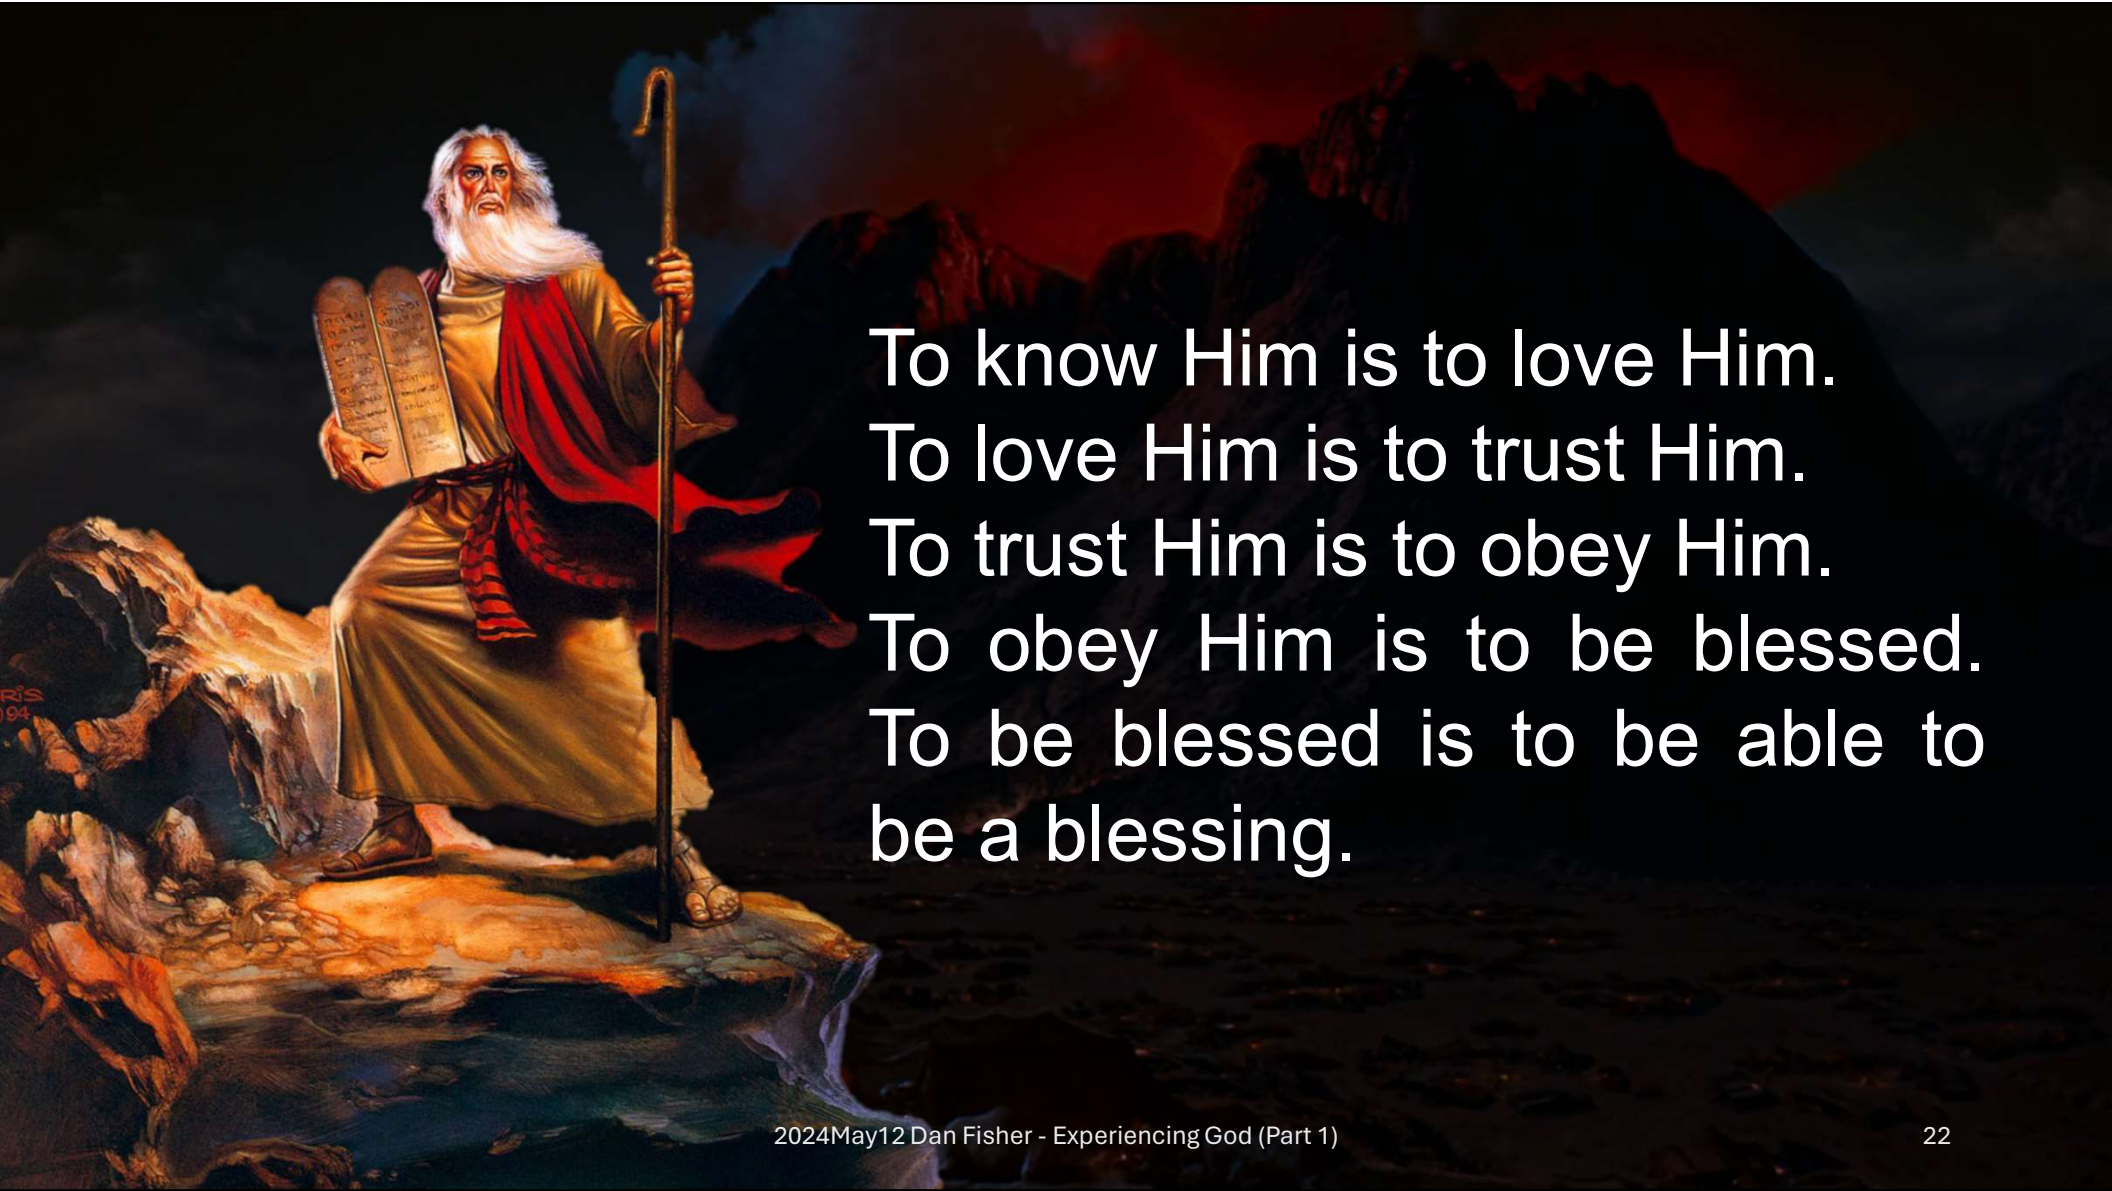 To know Him is to love Him.
To love Him is to trust Him.
To trust Him is to obey Him.
To obey Him is to be blessed.
To be blessed is to be able to
be a blessing.
RiS
94
2024May12 Dan Fisher - Experiencing God (Part 1)
22